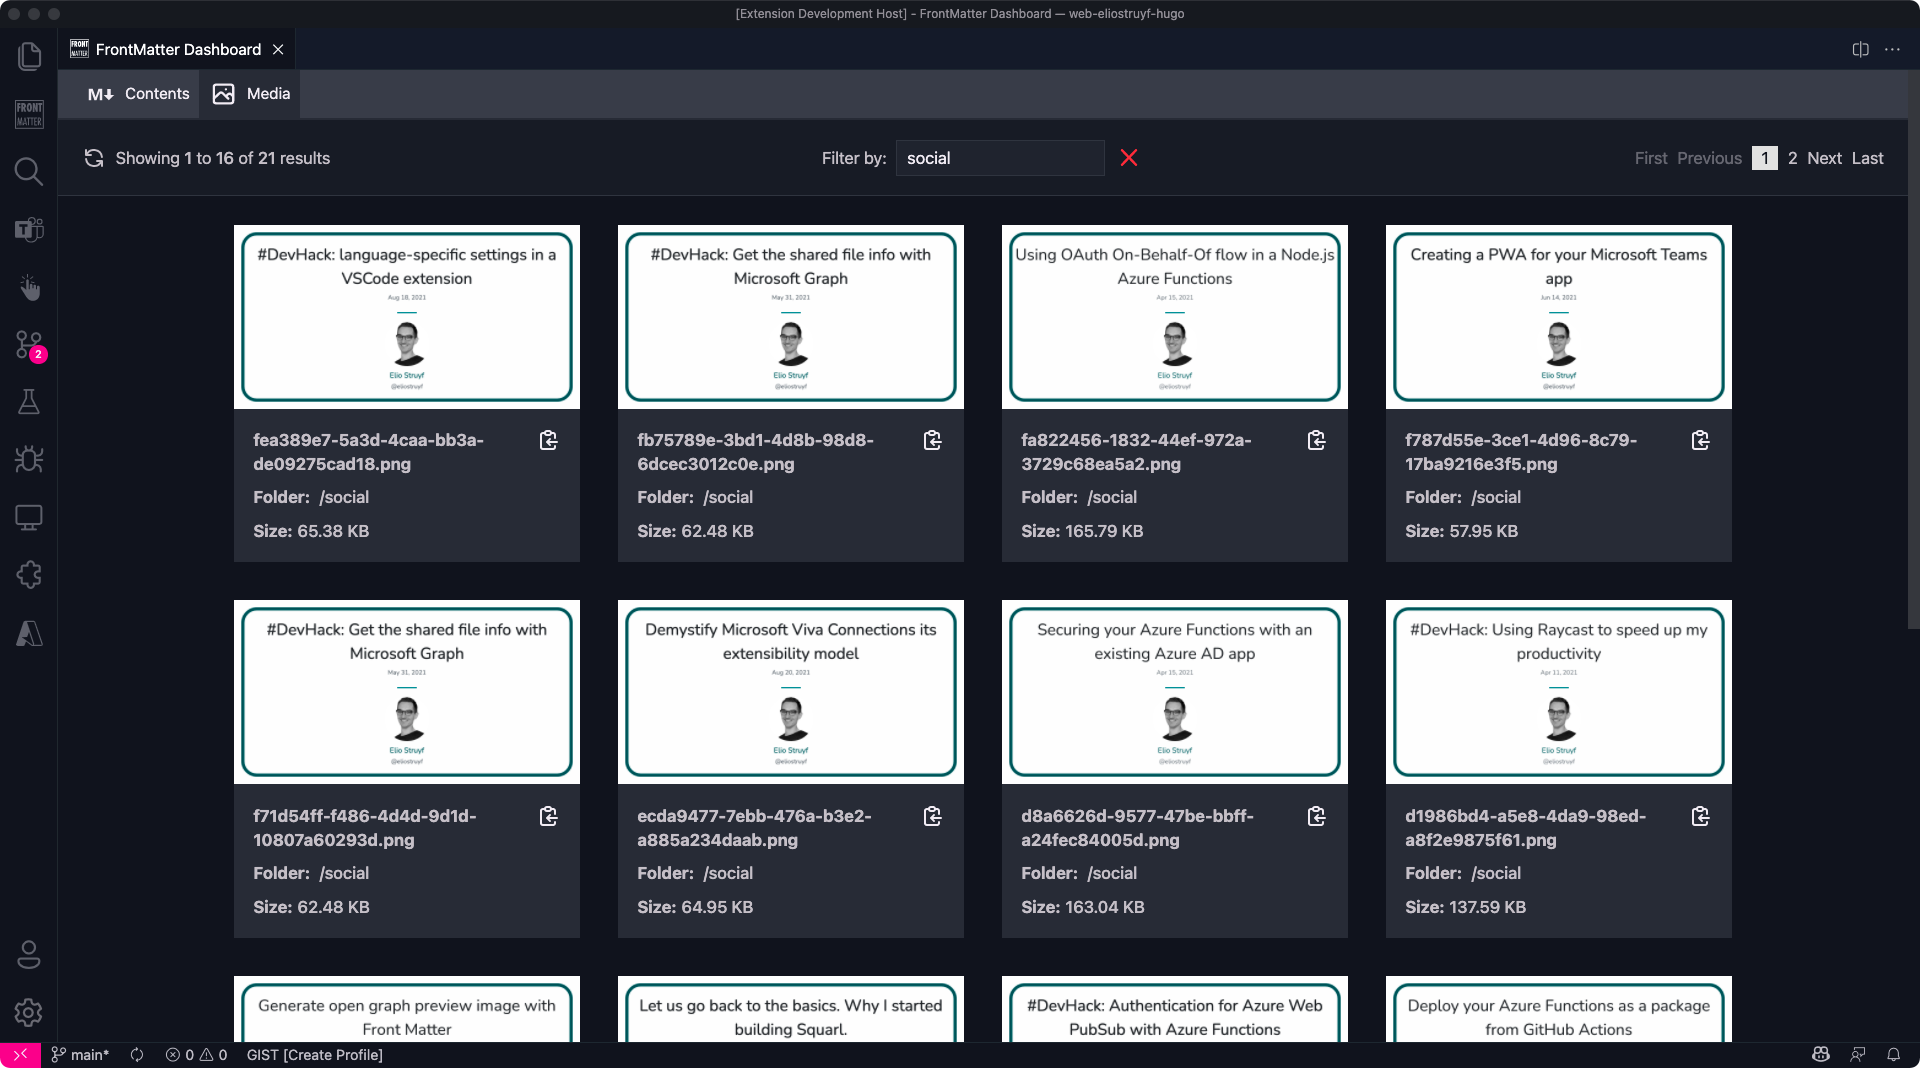 [Extension Development Host] - FrontMatter Dashboard — web-eliostruyf-hugo
FRONT MATTER FrontMatter Dashboard
M Contents Media
FRONT
MATTER
Showing 1 to 16 of 21 results
Filter by: social
First Previous 1 2 Next Last
#DevHack: language-specific settings in a
VSCode extension
Aug 18, 2021
Elio Struyf
@eliostruyf
fea389e7-5a3d-4caa-bb3a-
de09275cad18.png
Folder: /social
Size: 65.38 KB
#DevHack: Get the shared file info with
Microsoft Graph
May 31, 2021
Elio Struyf
@eliostruyf
fb75789e-3bd1-4d8b-98d8-
6dcec3012c0e.png
Folder: /social
Size: 62.48 KB
Using OAuth On-Behalf-Of flow in a Node.js
Azure Functions
Apr 15, 2021
Elio Struyf
@eliostruyf
fa822456-1832-44ef-972a-
3729c68ea5a2.png
Folder: /social
Size: 165.79 KB
Creating a PWA for your Microsoft Teams
app
Jun 14, 2021
Elio Struyf
@eliostruyf
f787d55e-3ce1-4d96-8c79-
17ba9216e3f5.png
Folder: /social
Size: 57.95 KB
T
2
#DevHack: Get the shared file info with
Microsoft Graph
May 31, 2021
Elio Struyf
@eliostruyf
f71d54ff-f486-4d4d-9d1d-
10807a60293d.png
Folder: /social
Size: 62.48 KB
Demystify Microsoft Viva Connections its
extensibility model
Aug 20, 2021
Elio Struyf
@eliostruyf
ecda9477-7ebb-476a-b3e2-
a885a234daab.png
Folder: /social
Size: 64.95 KB
Securing your Azure Functions with an
existing Azure AD app
Apr 15, 2021
Elio Struyf
@eliostruyf
d8a6626d-9577-47be-bbff-
a24fec84005d.png
Folder: /social
Size: 163.04 KB
#DevHack: Using Raycast to speed up my
productivity
Apr 11, 2021
Elio Struyf
@eliostruyf
d1986bd4-a5e8-4da9-98ed-
a8f2e9875f61.png
Folder: /social
Size: 137.59 KB
Generate open graph preview image with
Front Matter
Let us go back to the basics. Why I started
building Squarl.
#DevHack: Authentication for Azure Web
PubSub with Azure Functions
Deploy your Azure Functions as a package
from GitHub Actions
main* 0 0 GIST [Create Profile]